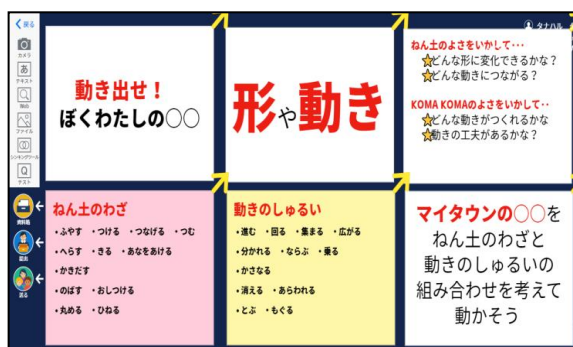 戻る
カメラ
テキスト
ファイル
シンキングツール
テスト
提出
送る
タナハル
動き出せ！
ぼくわたしの○○
形や動き
ねん土のよさをいかして・・・
どんな形に変化できるかな？
どんな動きにつながる？
KOMA KOMAのよさをいかして・・
どんな動きがつくれるかな
動きの工夫があるかな？
ねん土のわざ
・ふやす ・つける ・つなげる ・つむ
・へらす ・きる ・あなをあける
・かきだす
・のばす ・おしつける
・丸める ・ひねる
動きのしゅるい
・進む ・回る ・集まる ・広がる
・分かれる ・ならぶ ・乗る
・かさなる
・消える ・あらわれる
・とぶ ・もぐる
マイタウンの○○を
ねん土のわざと
動きのしゅるいの
組み合わせを考えて
動かそう